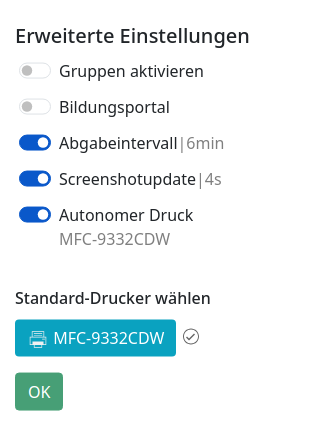 Erweiterte Einstellungen
Gruppen aktivieren
Bildungsportal
Abgabeintervall|6min
Screenshotupdate|4s
Autonomer Druck
MFC-9332CDW
Standard-Drucker wählen
MFC-9332CDW
OK